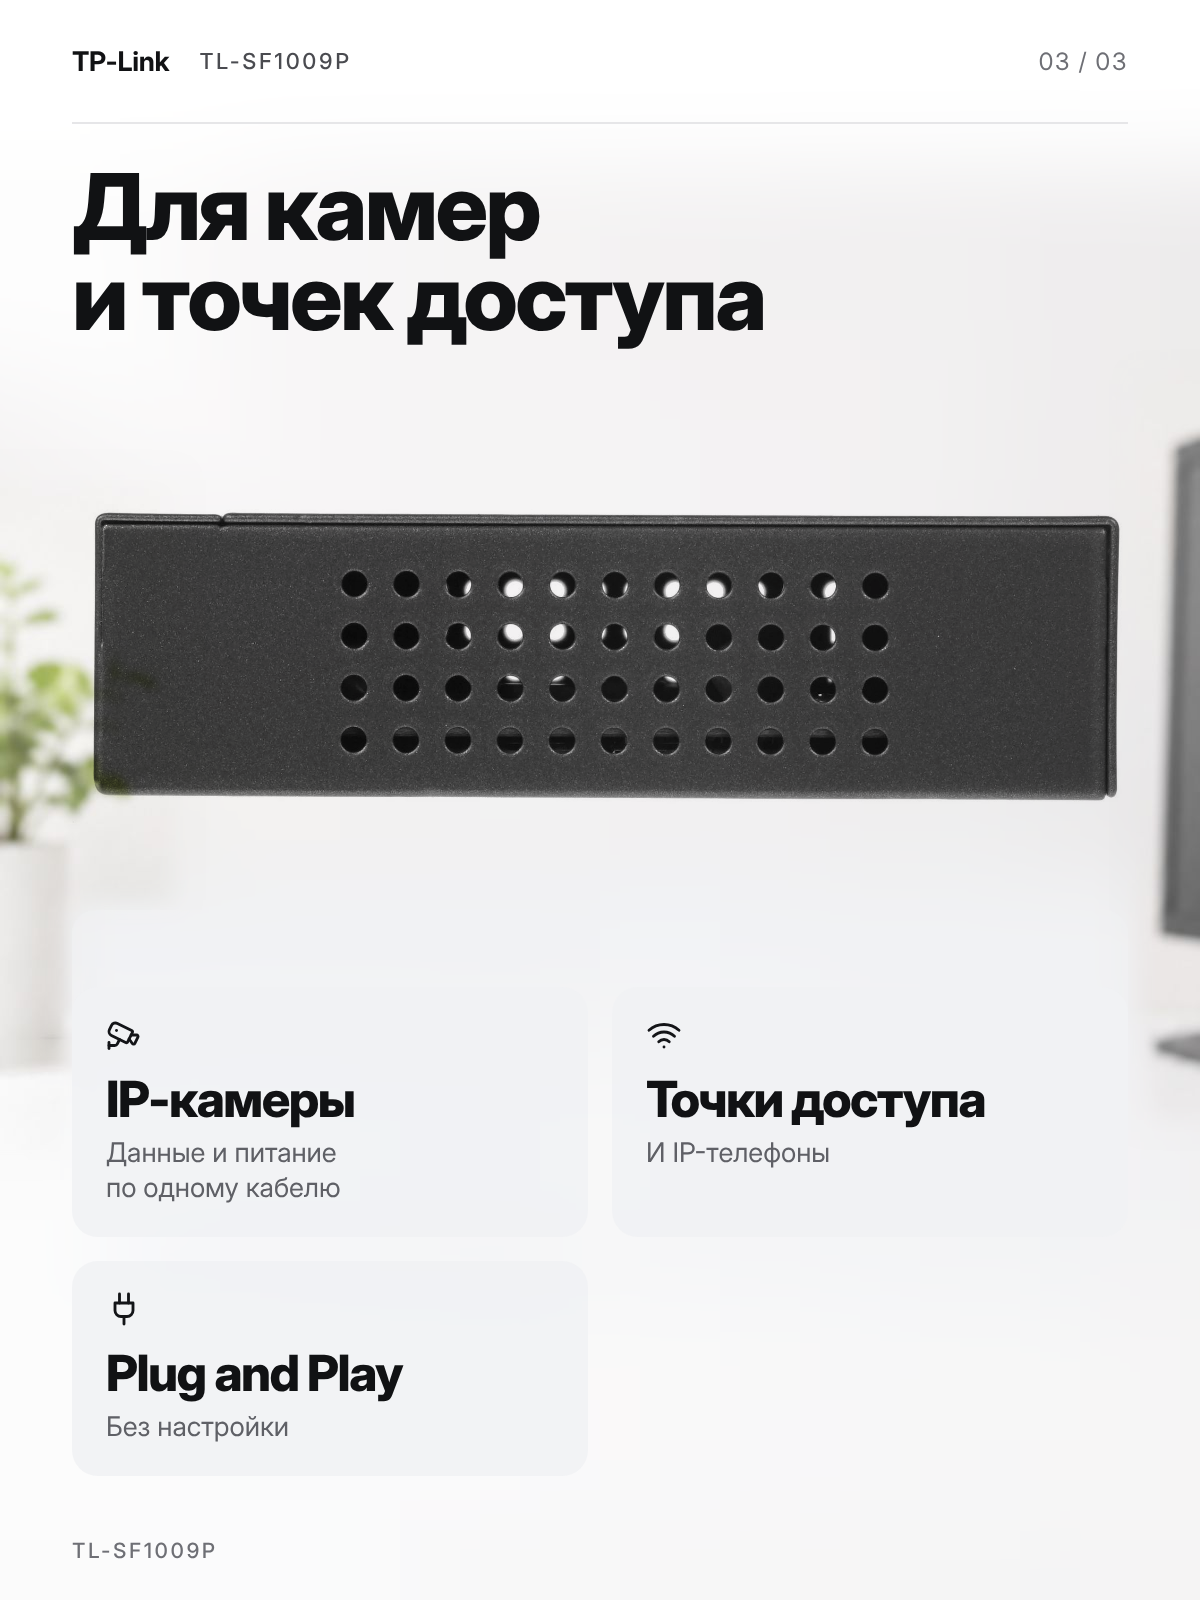 TP-Link TL-SF1009P 03 / 03
Для камер
и точек доступа
IP-камеры
Данные и питание
по одному кабелю
Точки доступа
И IP-телефоны
Plug and Play
Без настройки
TL-SF1009P